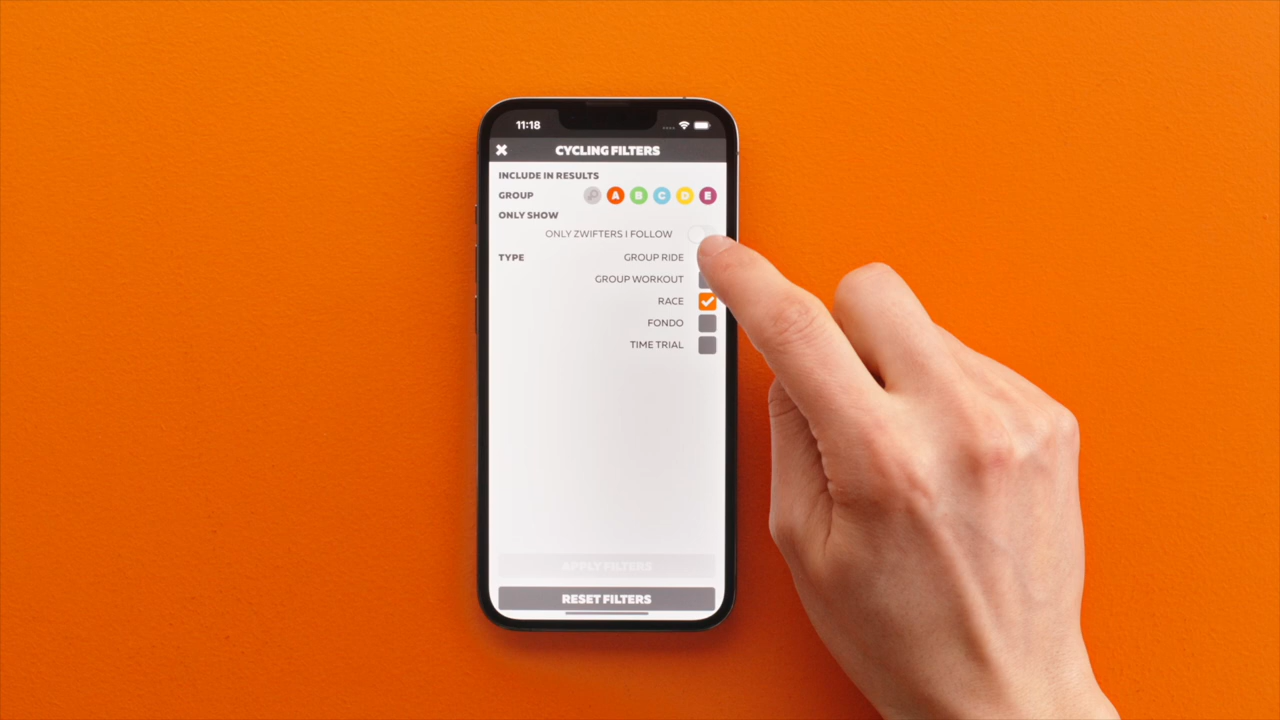 11:18
CYCLING FILTERS
INCLUDE IN RESULTS
GROUP A B C D E
ONLY SHOW
ONLY ZWIFTERS I FOLLOW
TYPE GROUP RIDE
GROUP WORKOUT
RACE
FONDO
TIME TRIAL
APPLY FILTERS
RESET FILTERS